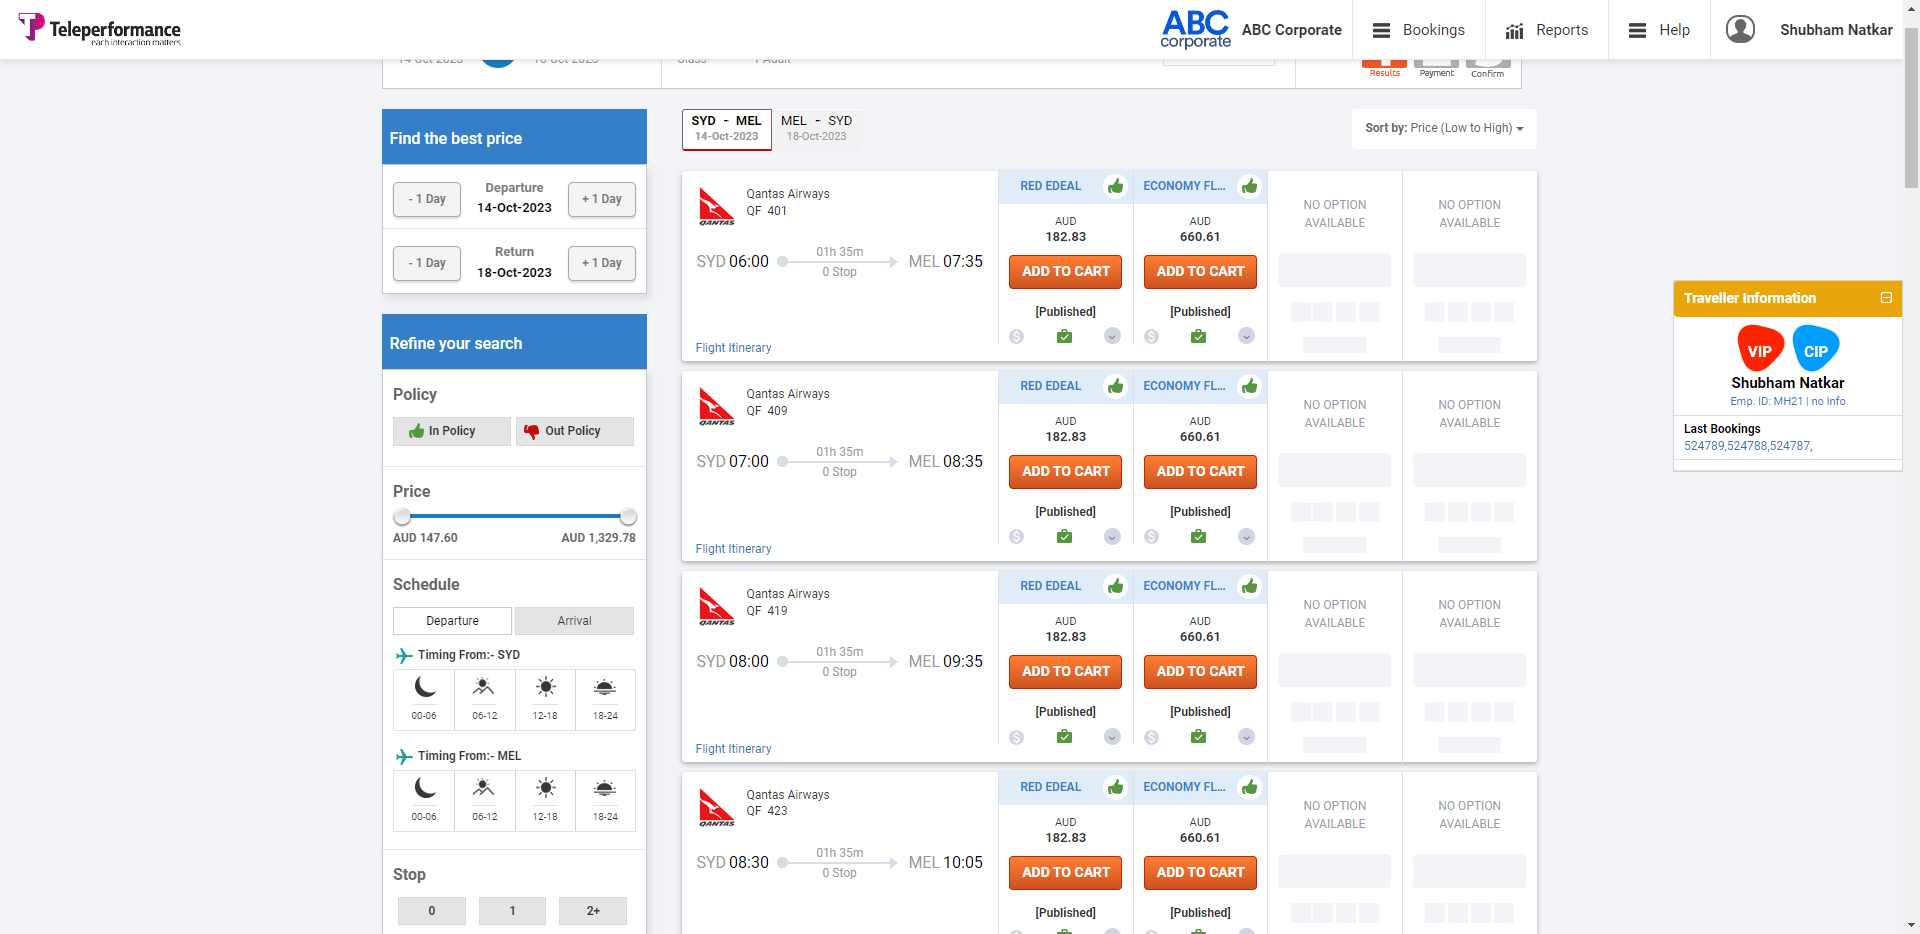 Teleperformance
each interaction matters
ABC
corporate
ABC Corporate
Bookings
Reports
Help
Shubham Natkar
14 Oct 2023
18 Oct 2023
Class
1 Adult
Results
Payment
Confirm
Find the best price
- 1 Day
Departure
14-Oct-2023
+ 1 Day
- 1 Day
Return
18-Oct-2023
+ 1 Day
Refine your search
Policy
In Policy
Out Policy
Price
AUD 147.60
AUD 1,329.78
Schedule
Departure
Arrival
Timing From:- SYD
00-06
06-12
12-18
18-24
Timing From:- MEL
00-06
06-12
12-18
18-24
Stop
0
1
2+
SYD - MEL
14-Oct-2023
MEL - SYD
18-Oct-2023
Sort by: Price (Low to High)
QANTAS
Qantas Airways
QF 401
SYD 06:00
01h 35m
0 Stop
MEL 07:35
Flight Itinerary
RED EDEAL
AUD
182.83
ADD TO CART
[Published]
ECONOMY FL...
AUD
660.61
ADD TO CART
[Published]
NO OPTION
AVAILABLE
NO OPTION
AVAILABLE
QANTAS
Qantas Airways
QF 409
SYD 07:00
01h 35m
0 Stop
MEL 08:35
Flight Itinerary
RED EDEAL
AUD
182.83
ADD TO CART
[Published]
ECONOMY FL...
AUD
660.61
ADD TO CART
[Published]
NO OPTION
AVAILABLE
NO OPTION
AVAILABLE
QANTAS
Qantas Airways
QF 419
SYD 08:00
01h 35m
0 Stop
MEL 09:35
Flight Itinerary
RED EDEAL
AUD
182.83
ADD TO CART
[Published]
ECONOMY FL...
AUD
660.61
ADD TO CART
[Published]
NO OPTION
AVAILABLE
NO OPTION
AVAILABLE
QANTAS
Qantas Airways
QF 423
SYD 08:30
01h 35m
0 Stop
MEL 10:05
RED EDEAL
AUD
182.83
ADD TO CART
[Published]
ECONOMY FL...
AUD
660.61
ADD TO CART
[Published]
NO OPTION
AVAILABLE
NO OPTION
AVAILABLE
Traveller Information
VIP
CIP
Shubham Natkar
Emp. ID: MH21 | no Info
Last Bookings
524789,524788,524787,